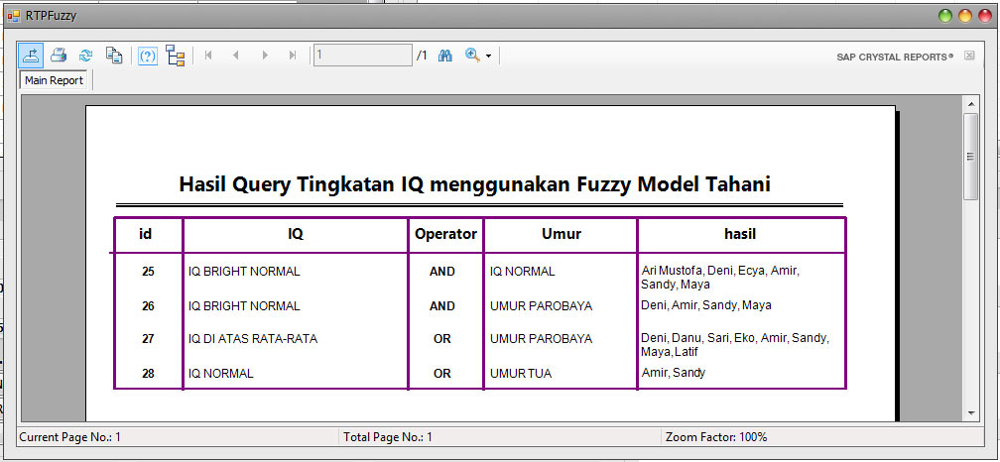 RTPFuzzy
1 /1 SAP CRYSTAL REPORTS®
Main Report
Hasil Query Tingkatan IQ menggunakan Fuzzy Model Tahani
id IQ Operator Umur hasil
25 IQ BRIGHT NORMAL AND IQ NORMAL Ari Mustofa, Deni, Ecya, Amir,
Sandy, Maya
26 IQ BRIGHT NORMAL AND UMUR PAROBAYA Deni, Amir, Sandy, Maya
27 IQ DI ATAS RATA-RATA OR UMUR PAROBAYA Deni, Danu, Sari, Eko, Amir, Sandy,
Maya,Latif
28 IQ NORMAL OR UMUR TUA Amir, Sandy
Current Page No.: 1 Total Page No.: 1 Zoom Factor: 100%